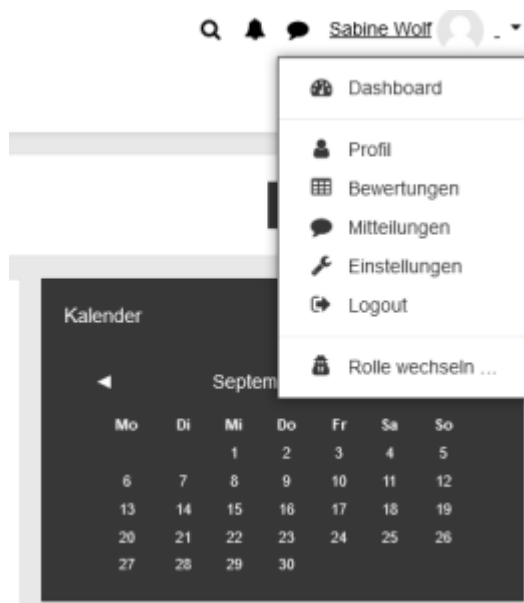 Sabine Wolf
Dashboard
Profil
Bewertungen
Mitteilungen
Einstellungen
Logout
Rolle wechseln ...
Kalender
Septem
Mo Di Mi Do Fr Sa So
1 2 3 4 5
6 7 8 9 10 11 12
13 14 15 16 17 18 19
20 21 22 23 24 25 26
27 28 29 30